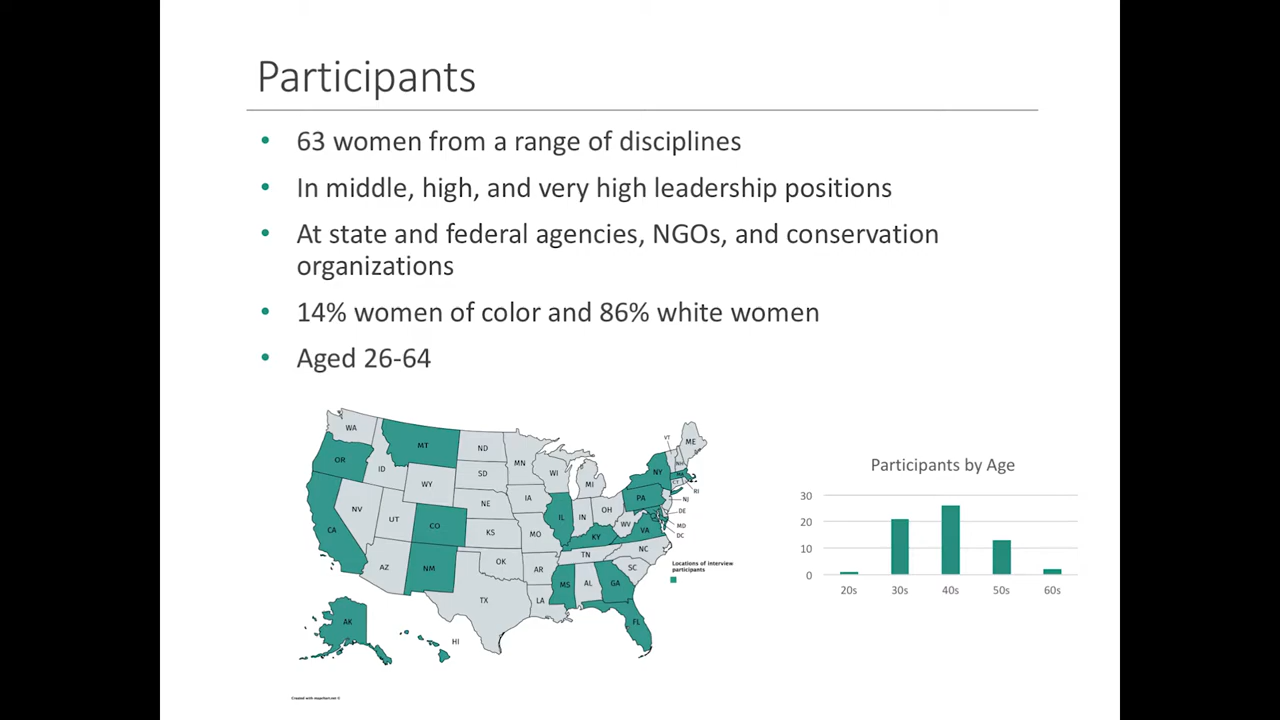 Participants
• 63 women from a range of disciplines
• In middle, high, and very high leadership positions
• At state and federal agencies, NGOs, and conservation
organizations
• 14% women of color and 86% white women
• Aged 26-64
WA
MT
ND
MN
VT
ME
OR
ID
SD
WI
NH
WY
MI
NY
MA
CT
RI
NV
UT
NE
IA
PA
NJ
CA
CO
IL
IN
OH
DE
KS
MO
WV
VA
MD
KY
DC
AZ
NM
OK
AR
TN
NC
SC
TX
LA
MS
AL
GA
FL
AK
HI
Locations of interview
participants
Participants by Age
30
20
10
0
20s 30s 40s 50s 60s